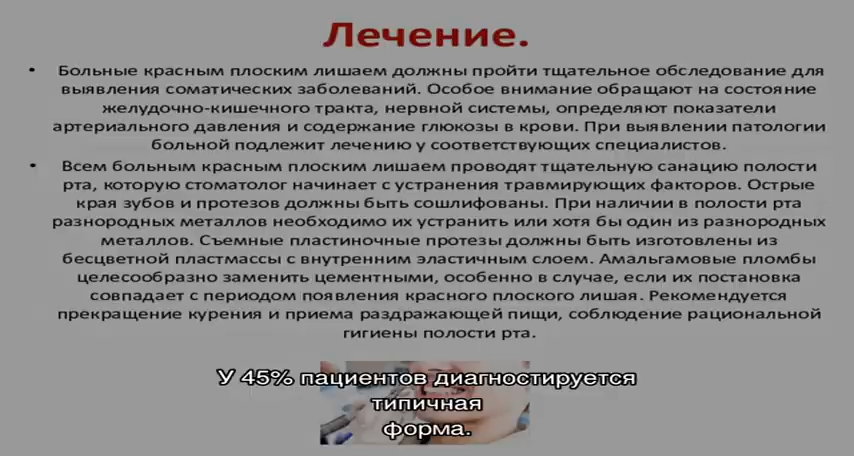 Лечение.
• Больные красным плоским лишаем должны пройти тщательное обследование для
выявления соматических заболеваний. Особое внимание обращают на состояние
желудочно-кишечного тракта, нервной системы, определяют показатели
артериального давления и содержание глюкозы в крови. При выявлении патологии
больной подлежит лечению у соответствующих специалистов.
• Всем больным красным плоским лишаем проводят тщательную санацию полости
рта, которую стоматолог начинает с устранения травмирующих факторов. Острые
края зубов и протезов должны быть сошлифованы. При наличии в полости рта
разнородных металлов необходимо их устранить или хотя бы один из разнородных
металлов. Съемные пластиночные протезы должны быть изготовлены из
бесцветной пластмассы с внутренним эластичным слоем. Амальгамовые пломбы
целесообразно заменить цементными, особенно в случае, если их постановка
совпадает с периодом появления красного плоского лишая. Рекомендуется
прекращение курения и приема раздражающей пищи, соблюдение рациональной
гигиены полости рта.
У 45% пациентов диагностируется
типичная
форма.